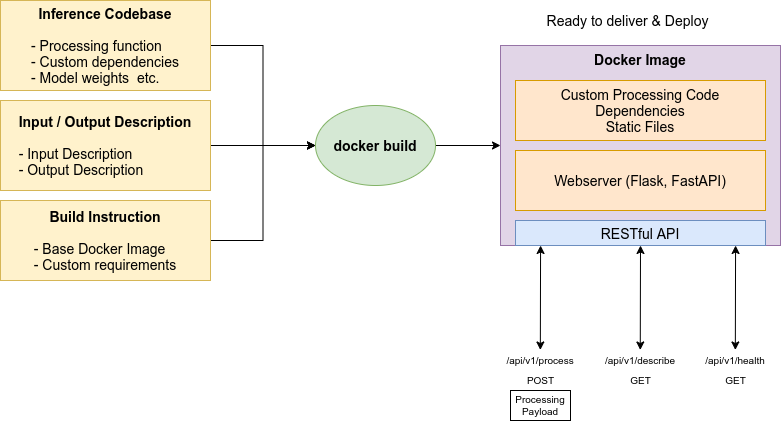 Inference Codebase
- Processing function
- Custom dependencies
- Model weights etc.
Input / Output Description
- Input Description
- Output Description
Build Instruction
- Base Docker Image
- Custom requirements
docker build
Ready to deliver & Deploy
Docker Image
Custom Processing Code
Dependencies
Static Files
Webserver (Flask, FastAPI)
RESTful API
/api/v1/process
POST
Processing
Payload
/api/v1/describe
GET
/api/v1/health
GET